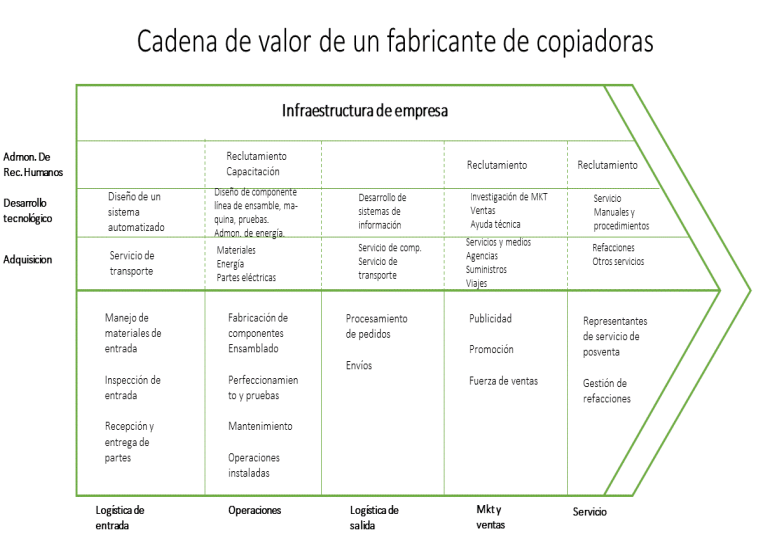 Cadena de valor de un fabricante de copiadoras
Infraestructura de empresa
Admon. De
Rec. Humanos
Reclutamiento
Capacitación
Reclutamiento
Reclutamiento
Desarrollo
tecnológico
Diseño de un
sistema
automatizado
Diseño de componente
línea de ensamble, ma-
quina, pruebas.
Admon. de energía.
Desarrollo de
sistemas de
información
Investigación de MKT
Ventas
Ayuda técnica
Servicio
Manuales y
procedimientos
Adquisicion
Servicio de
transporte
Materiales
Energía
Partes eléctricas
Servicio de comp.
Servicio de
transporte
Servicios y medios
Agencias
Suministros
Viajes
Refacciones
Otros servicios
Manejo de
materiales de
entrada
Inspección de
entrada
Recepción y
entrega de
partes
Fabricación de
componentes
Ensamblado
Perfeccionamien
to y pruebas
Mantenimiento
Operaciones
instaladas
Procesamiento
de pedidos
Envíos
Publicidad
Promoción
Fuerza de ventas
Representantes
de servicio de
posventa
Gestión de
refacciones
Logística de
entrada
Operaciones
Logística de
salida
Mkt y
ventas
Servicio